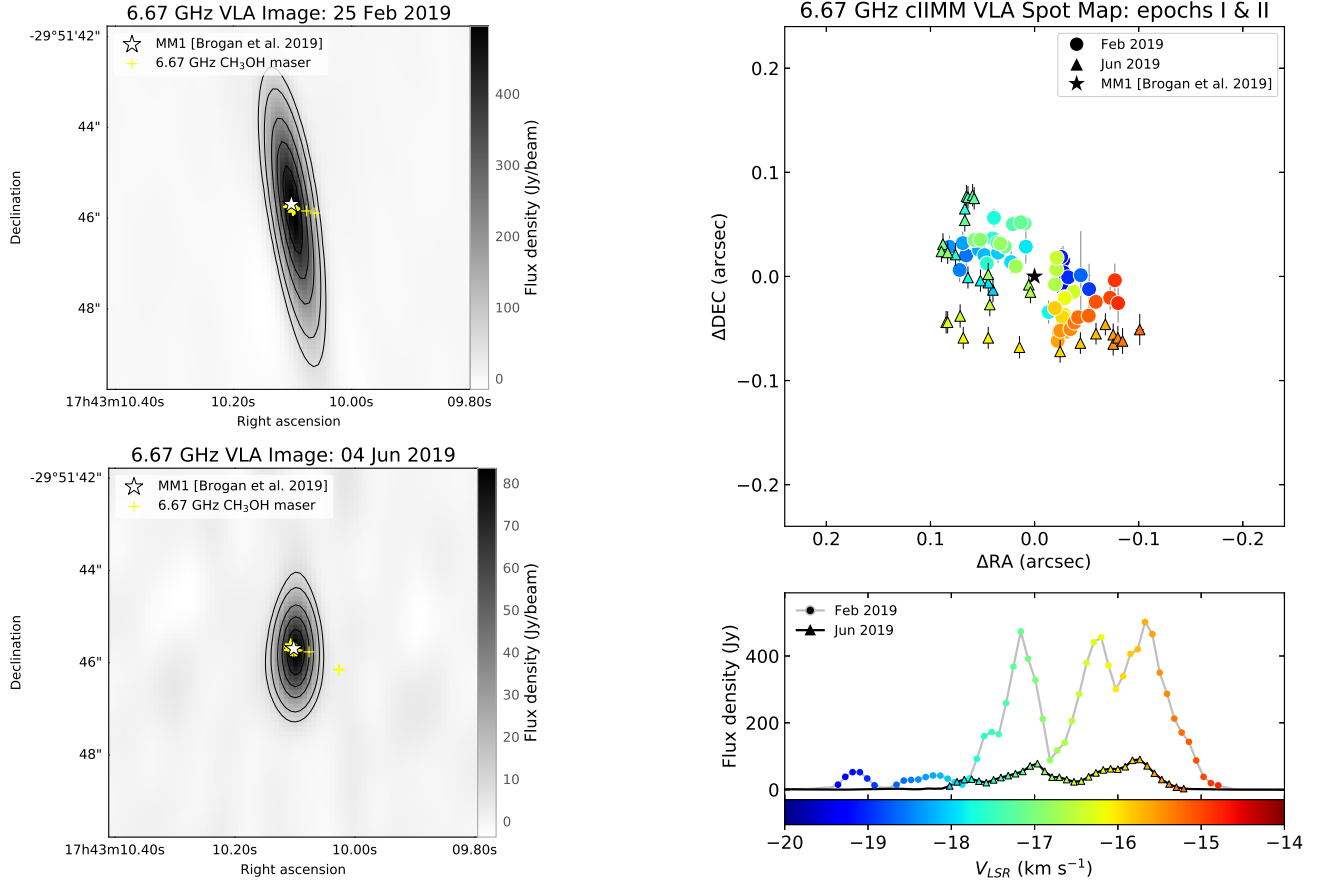 6.67 GHz VLA Image: 25 Feb 2019
-29°51'42"
44"
46"
48"
Declination
MM1 [Brogan et al. 2019]
6.67 GHz CH₃OH maser
17h43m10.40s
10.20s
10.00s
09.80s
Right ascension
400
300
200
100
0
Flux density (Jy/beam)
6.67 GHz VLA Image: 04 Jun 2019
-29°51'42"
44"
46"
48"
Declination
MM1 [Brogan et al. 2019]
6.67 GHz CH₃OH maser
17h43m10.40s
10.20s
10.00s
09.80s
Right ascension
80
70
60
50
40
30
20
10
0
Flux density (Jy/beam)
6.67 GHz cIIMM VLA Spot Map: epochs I & II
Feb 2019
Jun 2019
MM1 [Brogan et al. 2019]
0.2
0.1
0.0
−0.1
−0.2
ΔDEC (arcsec)
0.2
0.1
0.0
−0.1
−0.2
ΔRA (arcsec)
Feb 2019
Jun 2019
400
200
0
Flux density (Jy)
−20
−19
−18
−17
−16
−15
−14
V_LSR (km s⁻¹)